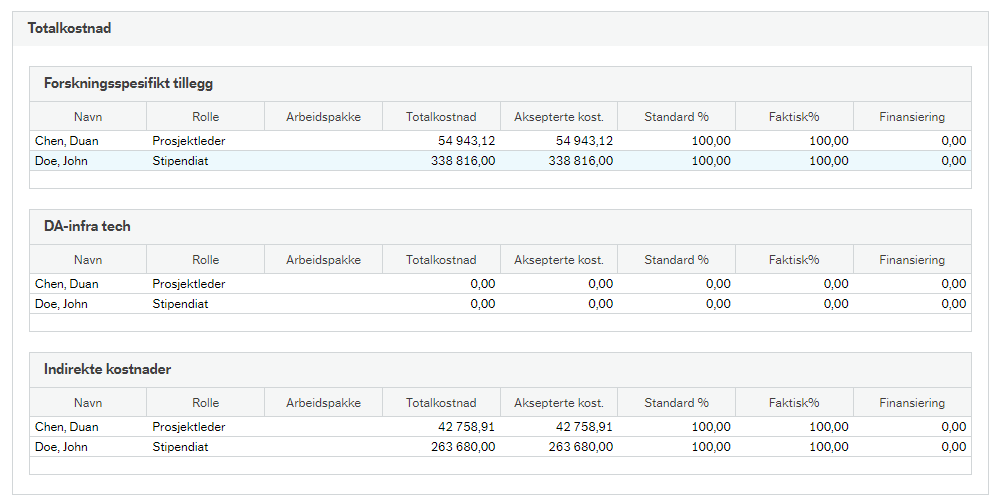 Totalkostnad
Forskningsspesifikt tillegg
Navn Rolle Arbeidspakke Totalkostnad Aksepterte kost. Standard % Faktisk% Finansiering
Chen, Duan Prosjektleder 54 943,12 54 943,12 100,00 100,00 0,00
Doe, John Stipendiat 338 816,00 338 816,00 100,00 100,00 0,00
DA-infra tech
Navn Rolle Arbeidspakke Totalkostnad Aksepterte kost. Standard % Faktisk% Finansiering
Chen, Duan Prosjektleder 0,00 0,00 0,00 0,00 0,00
Doe, John Stipendiat 0,00 0,00 0,00 0,00 0,00
Indirekte kostnader
Navn Rolle Arbeidspakke Totalkostnad Aksepterte kost. Standard % Faktisk% Finansiering
Chen, Duan Prosjektleder 42 758,91 42 758,91 100,00 100,00 0,00
Doe, John Stipendiat 263 680,00 263 680,00 100,00 100,00 0,00